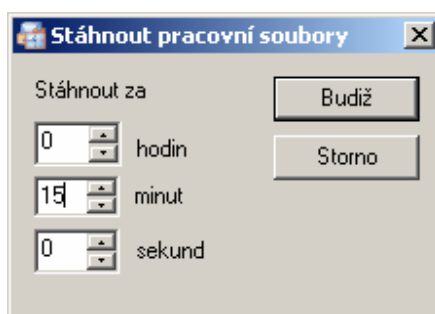 Stáhnout pracovní soubory
Stáhnout za
Budiž
0 hodin
Storno
15 minut
0 sekund